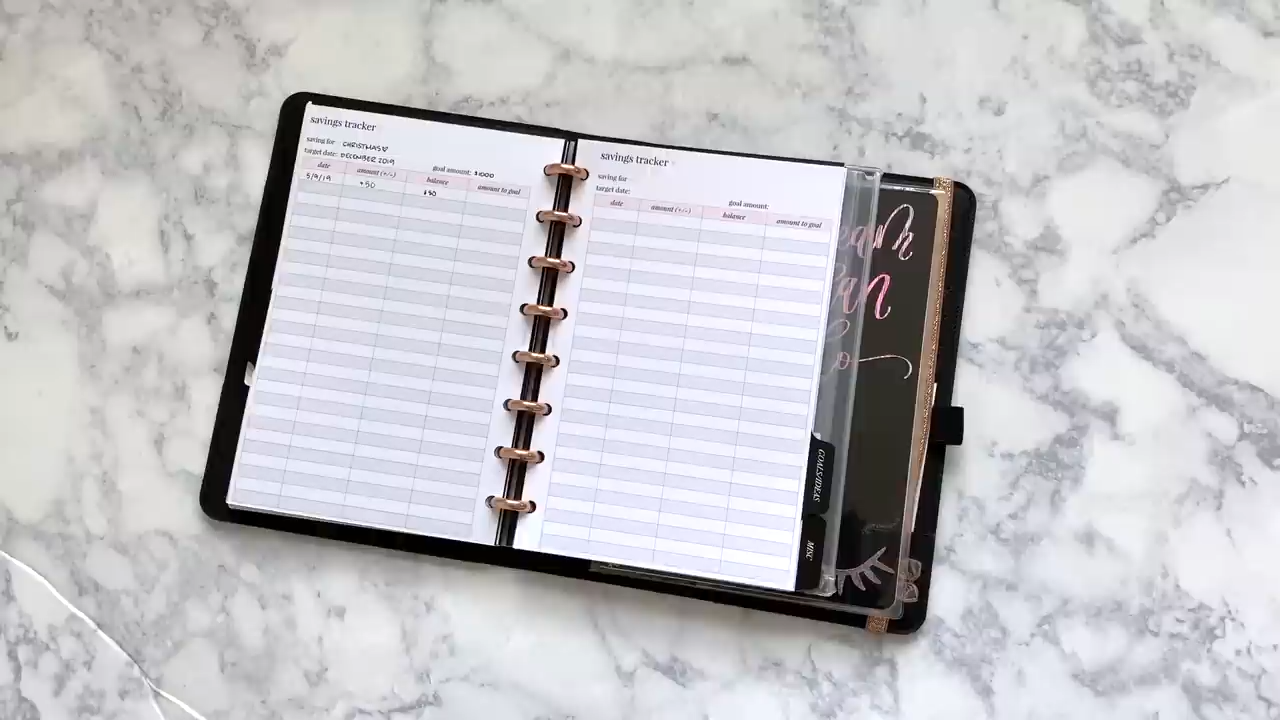 savings tracker
saving for CHRISTMAS
target date: DECEMBER 2019
goal amount: $1000
date amount (+/-) balance amount to goal
5/9/19 +50 $50
savings tracker
saving for
target date:
goal amount:
date amount (+/-) balance amount to goal
GOALS/IDEAS
MISC